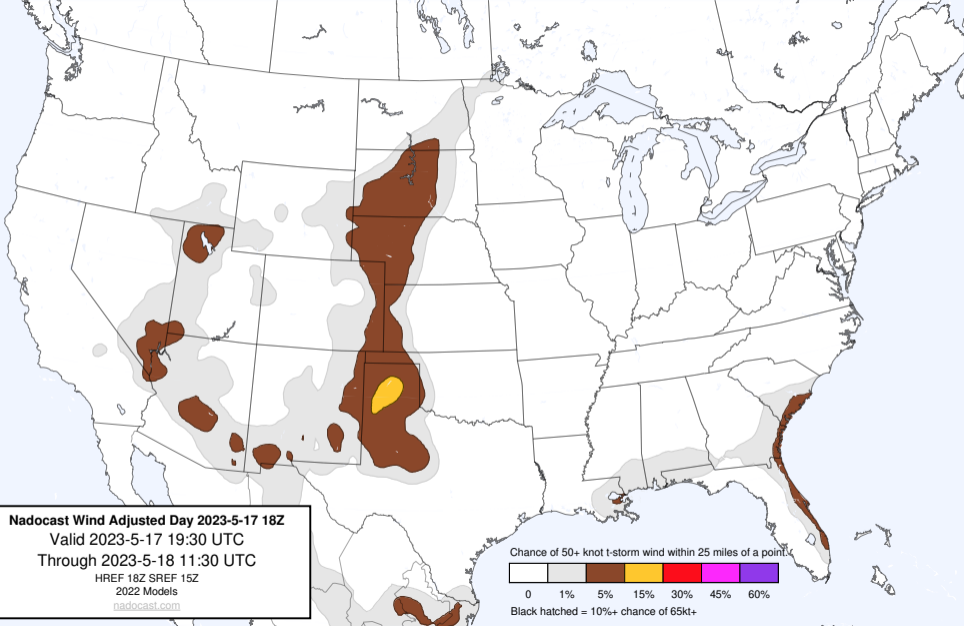 Nadocast Wind Adjusted Day 2023-5-17 18Z
Valid 2023-5-17 19:30 UTC
Through 2023-5-18 11:30 UTC
HREF 18Z SREF 15Z
2022 Models
nadocast.com
Chance of 50+ knot t-storm wind within 25 miles of a point.
0 1% 5% 15% 30% 45% 60%
Black hatched = 10%+ chance of 65kt+